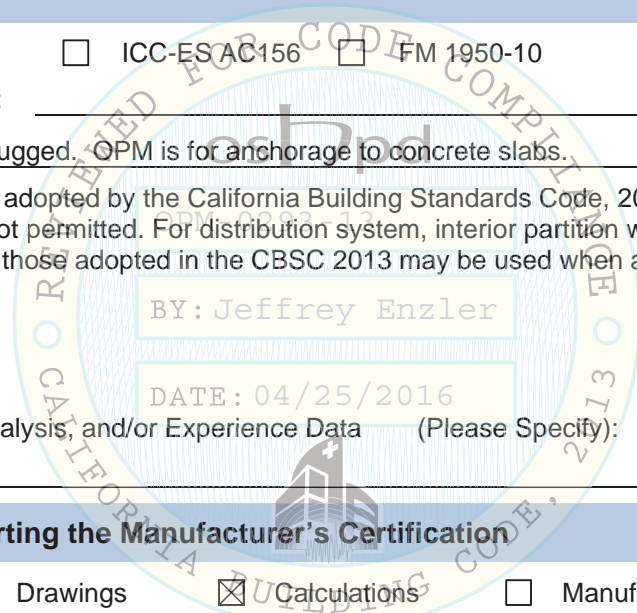 ☐ ICC-ES AC156 ☐ FM 1950-10
:
ugged. OPM is for anchorage to concrete slabs.
adopted by the California Building Standards Code, 20
ot permitted. For distribution system, interior partition w
those adopted in the CBSC 2013 may be used when a
alysis, and/or Experience Data (Please Specify):
rting the Manufacturer's Certification
Drawings ☒ Calculations ☐ Manuf
REVIEWED FOR CODE COMPLIANCE
oshpd
OPM-0293-13
BY: Jeffrey Enzler
DATE: 04/25/2016
CALIFORNIA BUILDING CODE, 2013